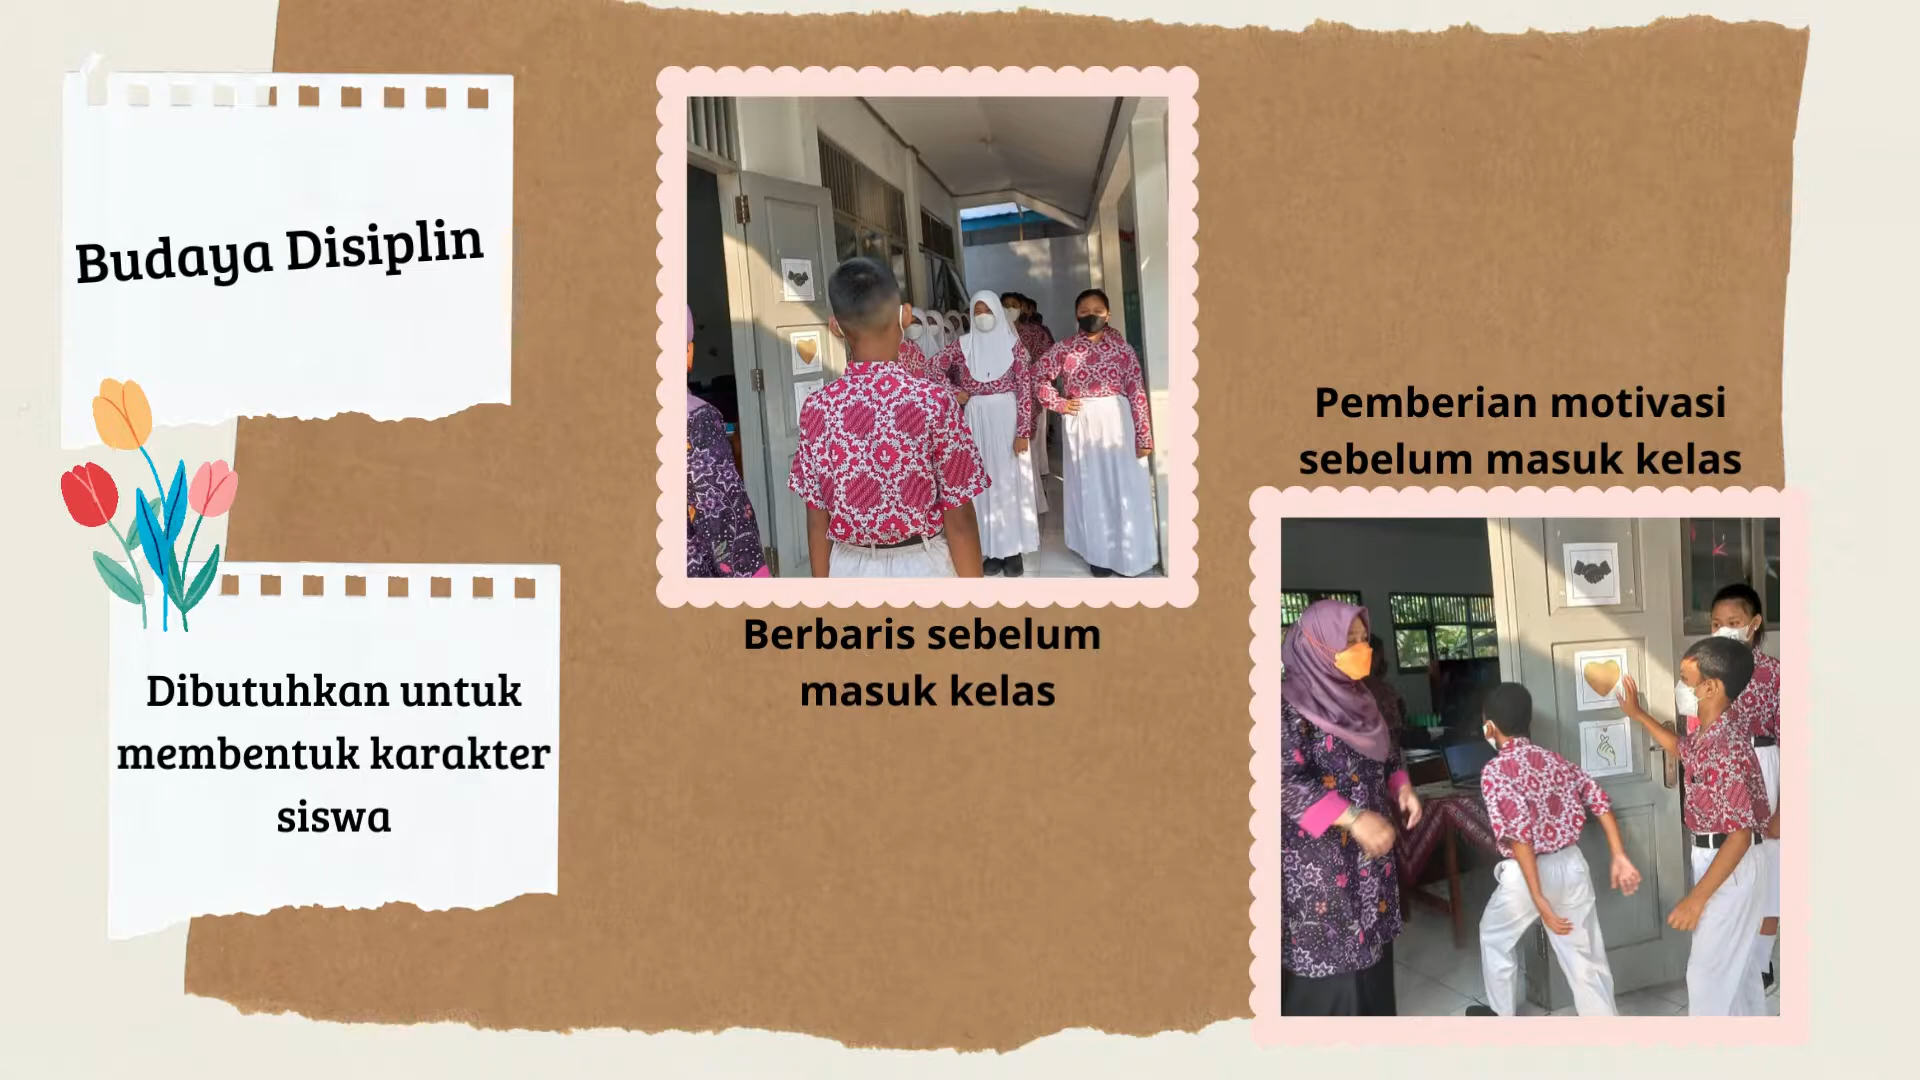 Budaya Disiplin
Dibutuhkan untuk
membentuk karakter
siswa
Berbaris sebelum
masuk kelas
Pemberian motivasi
sebelum masuk kelas